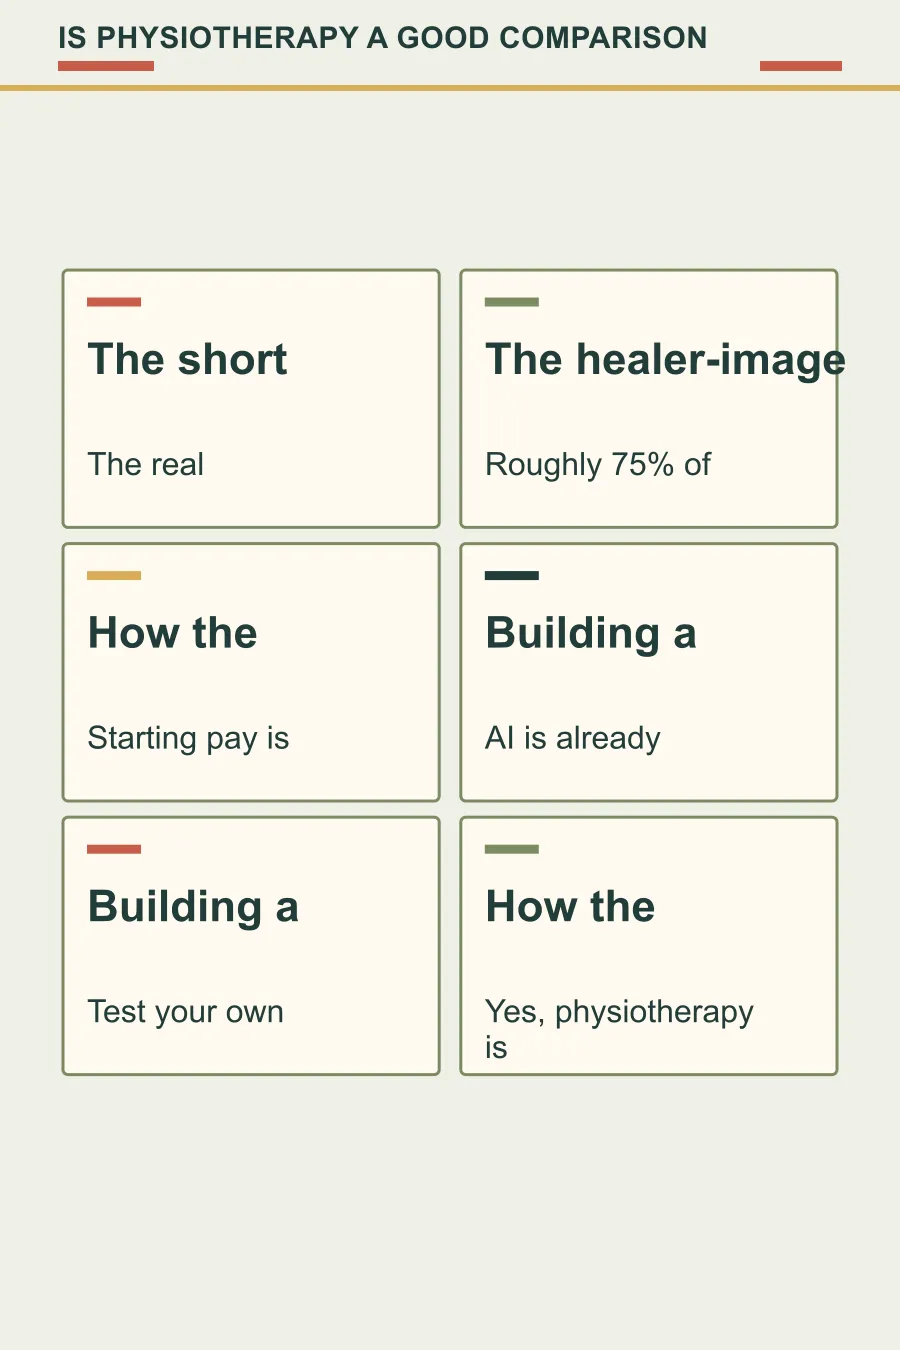 IS PHYSIOTHERAPY A GOOD COMPARISON
The short
The real
The healer-image
Roughly 75% of
How the
Starting pay is
Building a
AI is already
Building a
Test your own
How the
Yes, physiotherapy
is